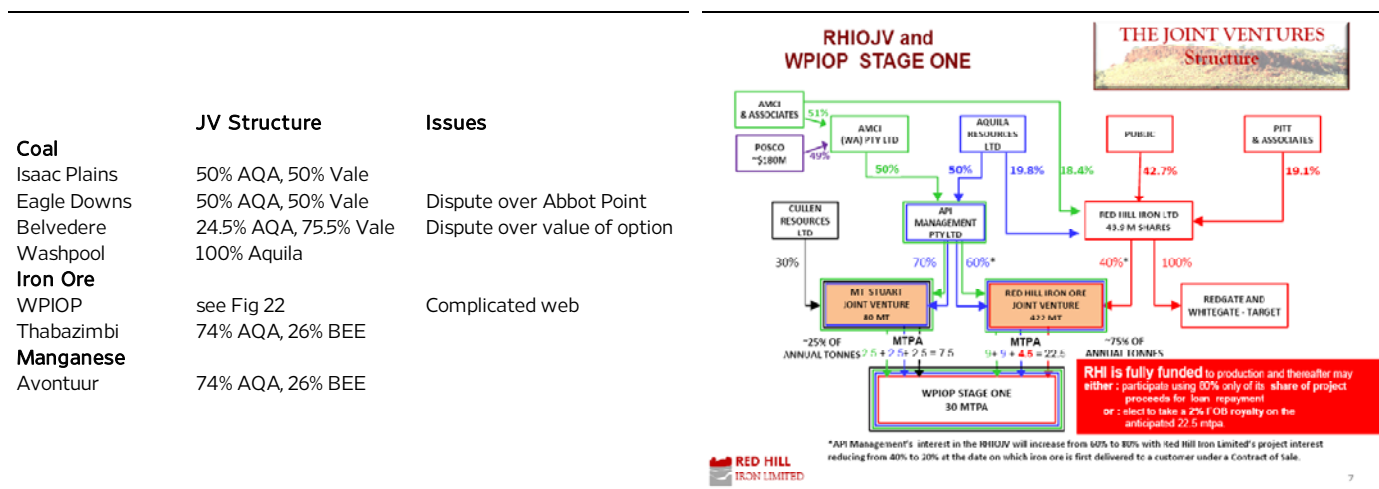 JV Structure Issues
Coal
Isaac Plains 50% AQA, 50% Vale
Eagle Downs 50% AQA, 50% Vale Dispute over Abbot Point
Belvedere 24.5% AQA, 75.5% Vale Dispute over value of option
Washpool 100% Aquila
Iron Ore
WPIOP see Fig 22 Complicated web
Thabazimbi 74% AQA, 26% BEE
Manganese
Avontuur 74% AQA, 26% BEE
RHIOJV and
WPIOP STAGE ONE
THE JOINT VENTURES
Structure
AMCI
& ASSOCIATES
51%
POSCO
~$180M
49%
AMCI
(WA) PTY LTD
AQUILA
RESOURCES
LTD
PUBLIC
PITT
& ASSOCIATES
50%
50%
19.8%
18.4%
42.7%
19.1%
CULLEN
RESOURCES
LTD
API
MANAGEMENT
PTY LTD
RED HILL IRON LTD
43.9 M SHARES
30%
70%
60%*
40%*
100%
MT STUART
JOINT VENTURE
80 MT
RED HILL IRON ORE
JOINT VENTURE
422 MT
REDGATE AND
WHITEGATE - TARGET
~25% OF
ANNUAL TONNES
MTPA
2.5 + 2.5 + 2.5 = 7.5
MTPA
9 + 9 + 4.5 = 22.5
~75% OF
ANNUAL TONNES
WPIOP STAGE ONE
30 MTPA
RHI is fully funded to production and thereafter may
either : participate using 80% only of its share of project
proceeds for loan repayment
or : elect to take a 2% FOB royalty on the
anticipated 22.5 mtpa.
*API Management's interest in the RHIOJV will increase from 60% to 80% with Red Hill Iron Limited's project interest
reducing from 40% to 20% at the date on which iron ore is first delivered to a customer under a Contract of Sale.
RED HILL
IRON LIMITED
7